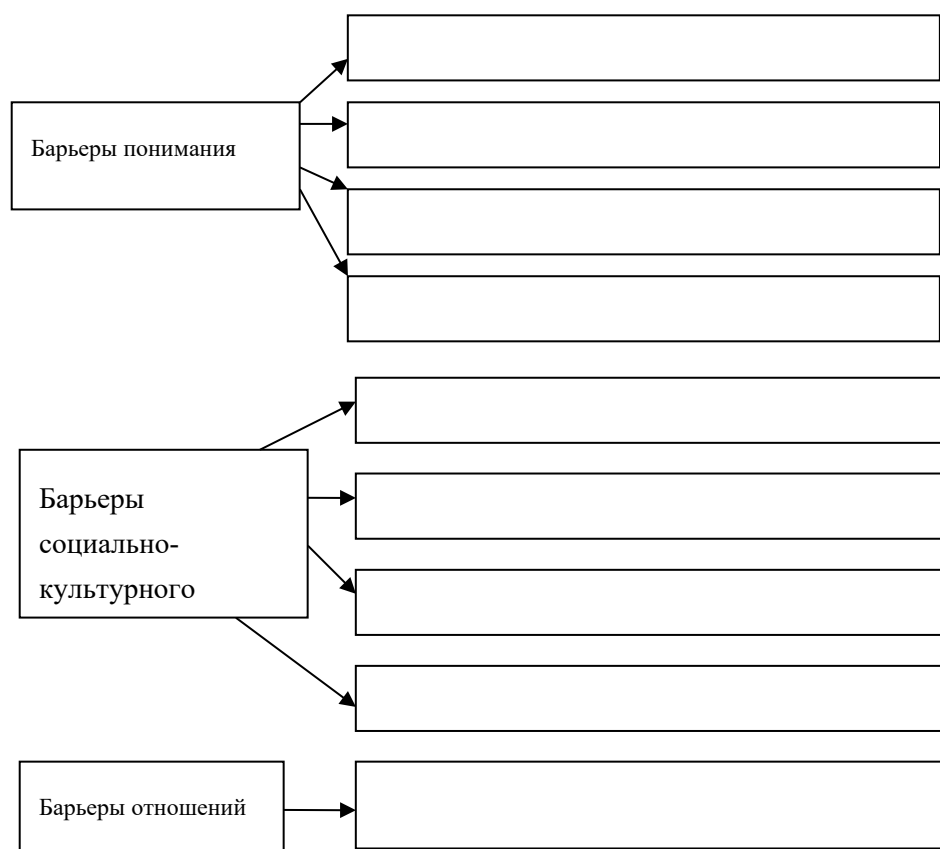 Барьеры понимания
Барьеры
социально-
культурного
Барьеры отношений